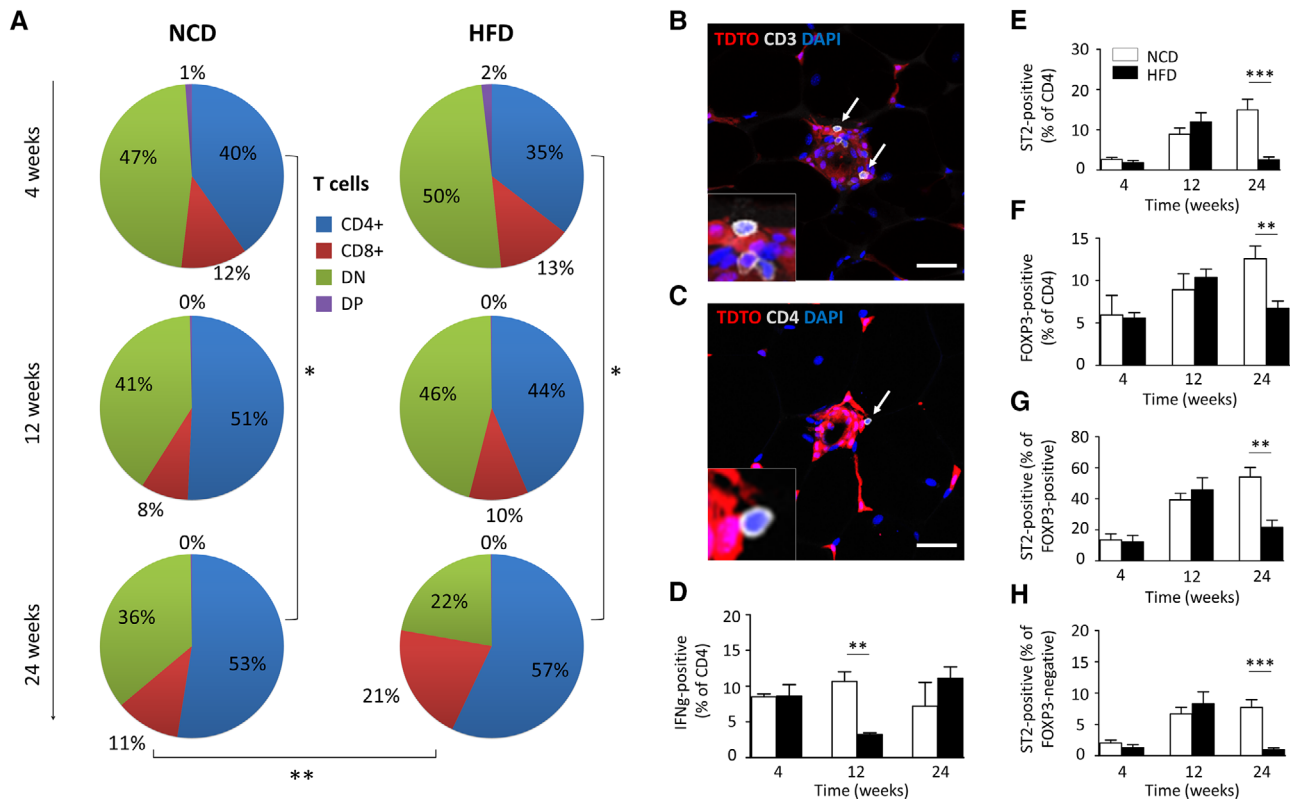 A
NCD
HFD
4 weeks
12 weeks
24 weeks
1%
47%
40%
12%
2%
50%
35%
13%
T cells
CD4+
CD8+
DN
DP
0%
41%
51%
8%
0%
46%
44%
10%
*
*
0%
36%
53%
11%
0%
22%
57%
21%
**
B
TDTO CD3 DAPI
C
TDTO CD4 DAPI
D
IFNg-positive
(% of CD4)
20
15
10
5
0
**
4 12 24
Time (weeks)
E
ST2-positive
(% of CD4)
30
20
10
0
NCD
HFD
***
4 12 24
Time (weeks)
F
FOXP3-positive
(% of CD4)
15
10
5
0
**
4 12 24
Time (weeks)
G
ST2-positive (% of
FOXP3-positive)
80
60
40
20
0
**
4 12 24
Time (weeks)
H
ST2-positive (% of
FOXP3-negative)
20
15
10
5
0
***
4 12 24
Time (weeks)